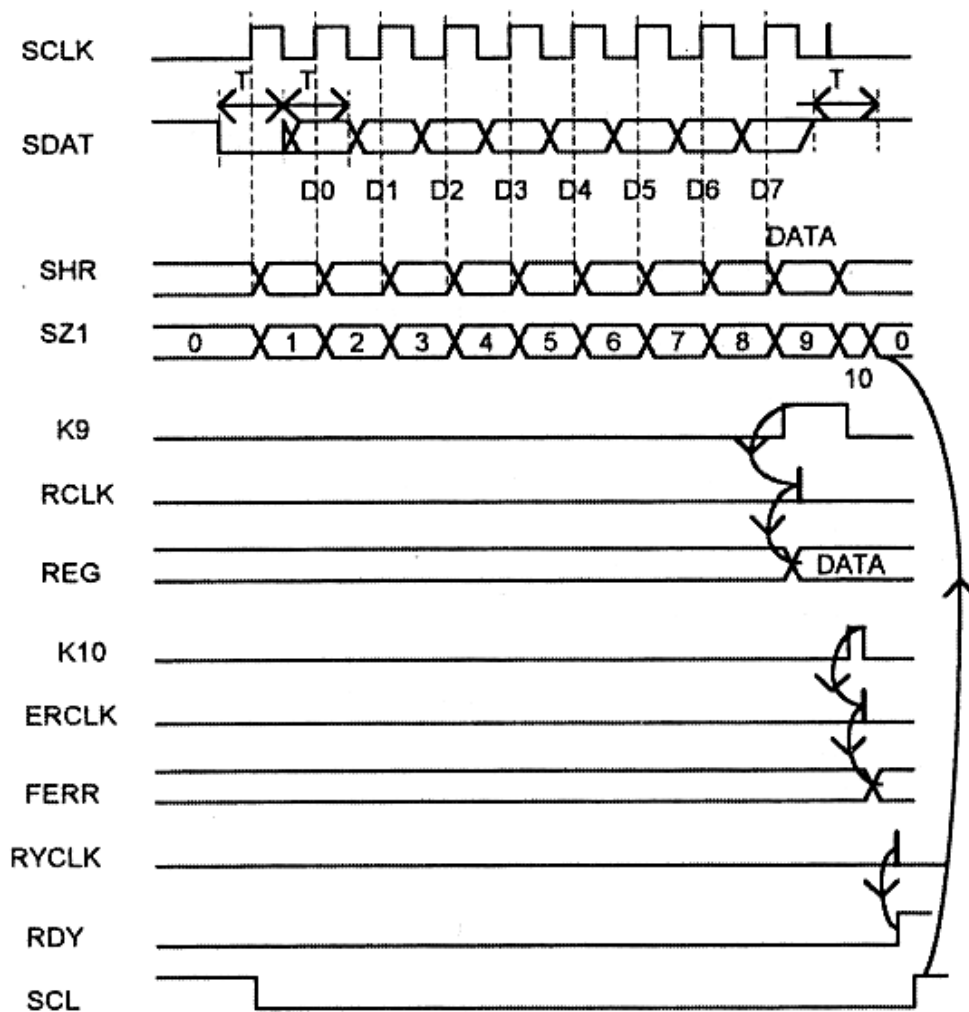 SCLK
T T T
SDAT
D0 D1 D2 D3 D4 D5 D6 D7
DATA
SHR
SZ1 0 1 2 3 4 5 6 7 8 9 0
10
K9
RCLK
REG DATA
K10
ERCLK
FERR
RYCLK
RDY
SCL